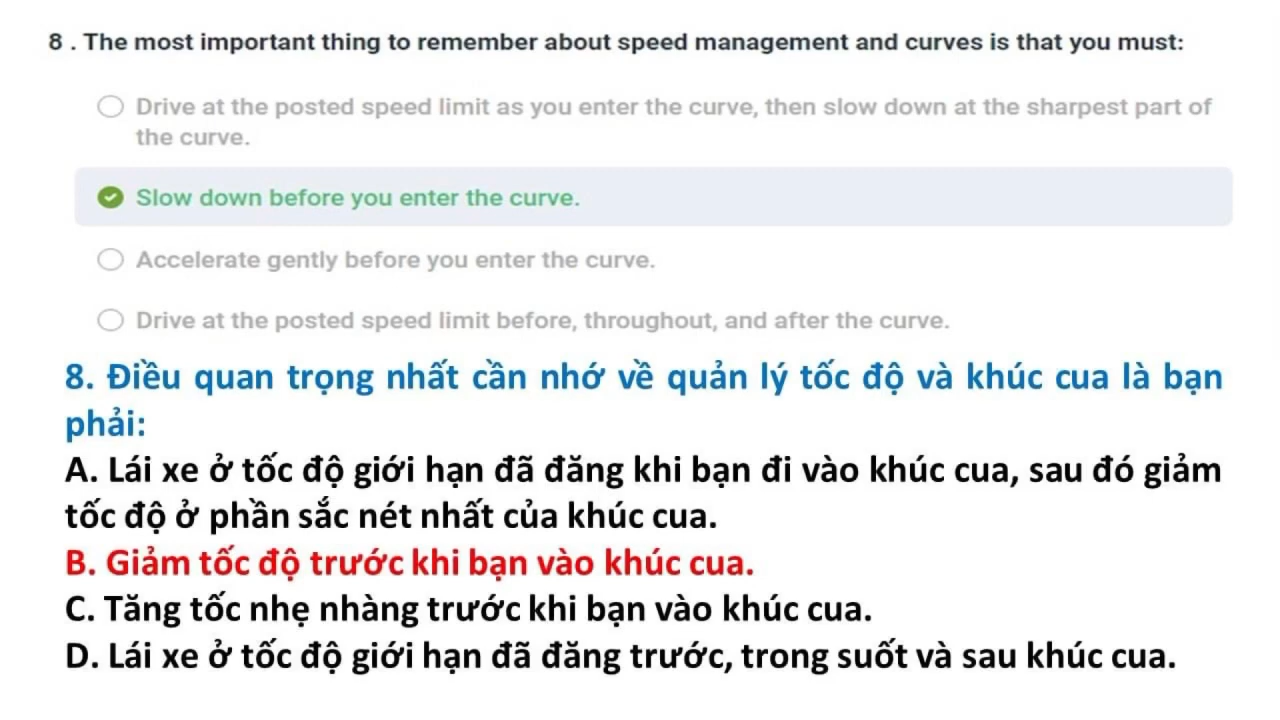 8 . The most important thing to remember about speed management and curves is that you must:
Drive at the posted speed limit as you enter the curve, then slow down at the sharpest part of
the curve.
Slow down before you enter the curve.
Accelerate gently before you enter the curve.
Drive at the posted speed limit before, throughout, and after the curve.
8. Điều quan trọng nhất cần nhớ về quản lý tốc độ và khúc cua là bạn
phải:
A. Lái xe ở tốc độ giới hạn đã đăng khi bạn đi vào khúc cua, sau đó giảm
tốc độ ở phần sắc nét nhất của khúc cua.
B. Giảm tốc độ trước khi bạn vào khúc cua.
C. Tăng tốc nhẹ nhàng trước khi bạn vào khúc cua.
D. Lái xe ở tốc độ giới hạn đã đăng trước, trong suốt và sau khúc cua.